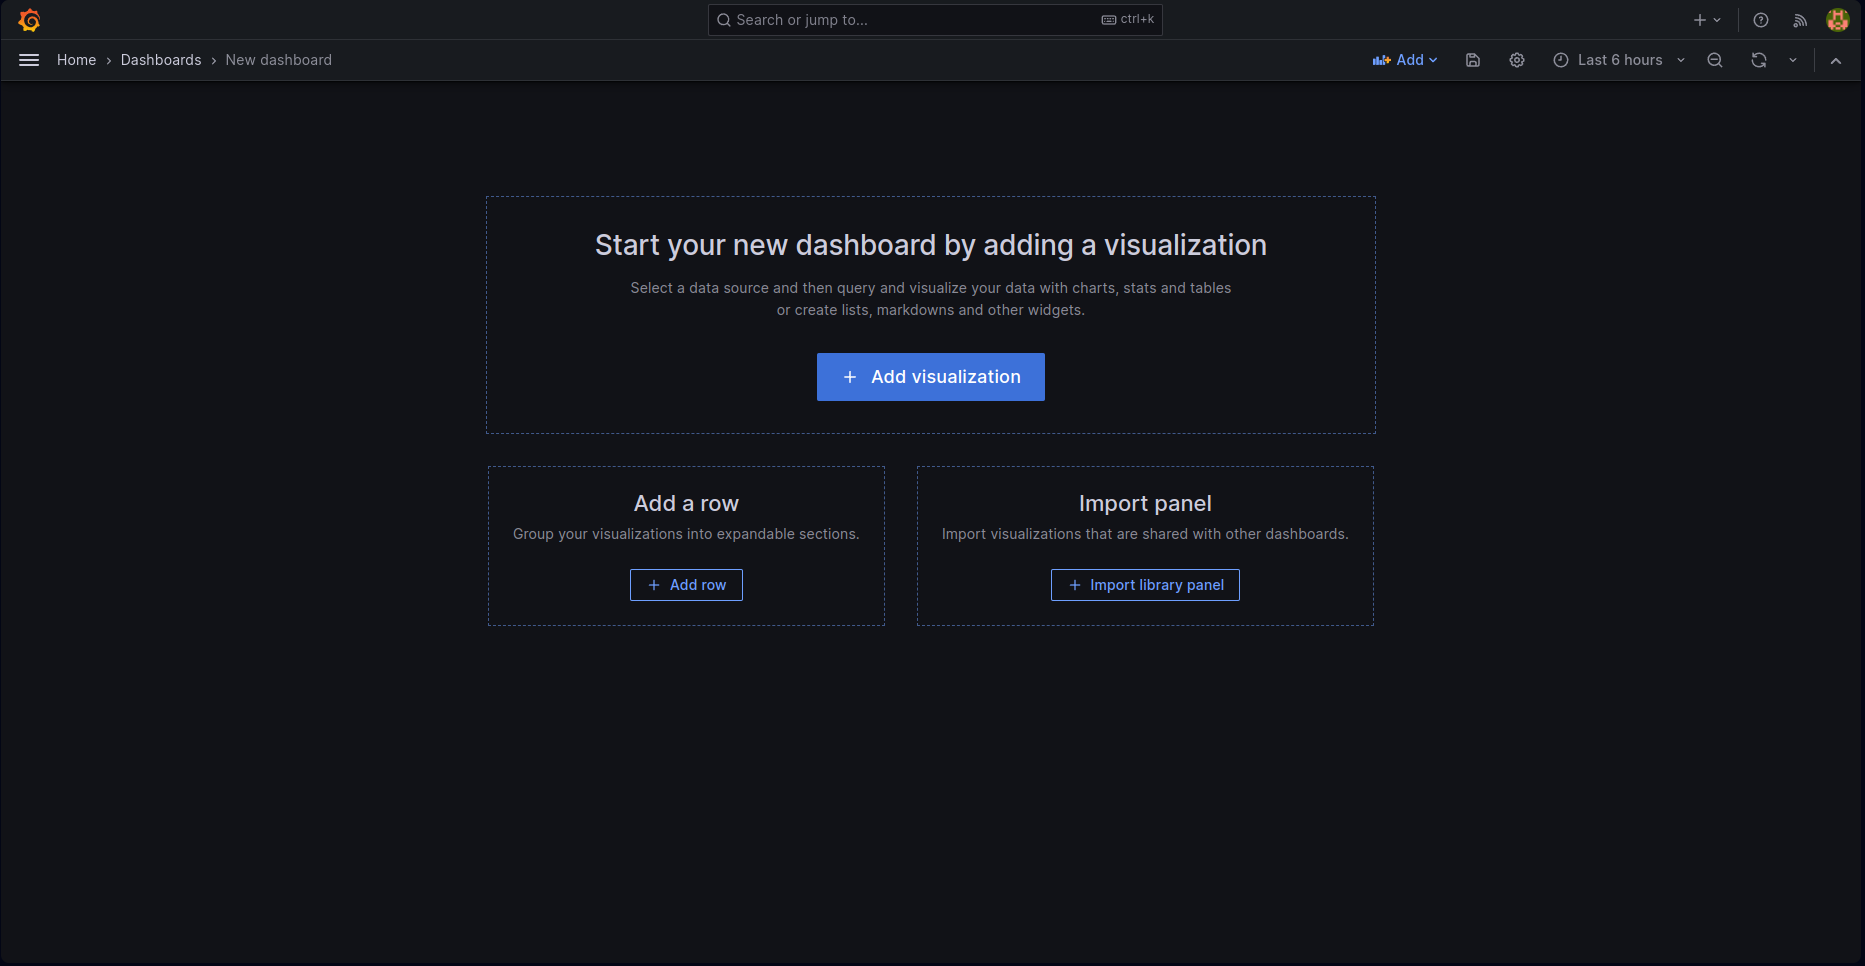 Search or jump to...
ctrl+k
Home
Dashboards
New dashboard
Add
Last 6 hours
Start your new dashboard by adding a visualization
Select a data source and then query and visualize your data with charts, stats and tables
or create lists, markdowns and other widgets.
Add visualization
Add a row
Group your visualizations into expandable sections.
Add row
Import panel
Import visualizations that are shared with other dashboards.
Import library panel